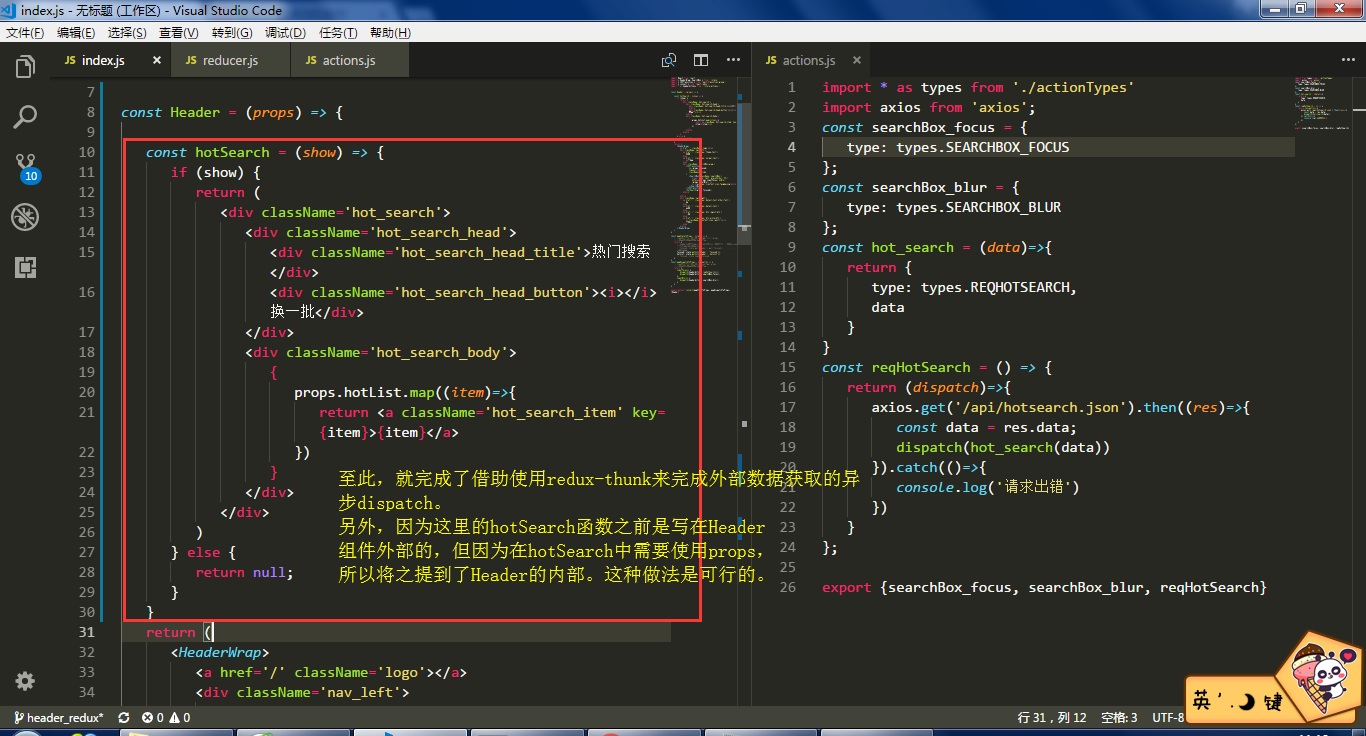 index.js - 无标题 (工作区) - Visual Studio Code
文件(F) 编辑(E) 选择(S) 查看(V) 转到(G) 调试(D) 任务(T) 帮助(H)
JS index.js × JS reducer.js JS actions.js
7
8 const Header = (props) => {
9
10 const hotSearch = (show) => {
11 if (show) {
12 return (
13 <div className='hot_search'>
14 <div className='hot_search_head'>
15 <div className='hot_search_head_title'>热门搜索
</div>
16 <div className='hot_search_head_button'><i></i>
换一批</div>
17 </div>
18 <div className='hot_search_body'>
19 {
20 props.hotList.map((item)=>{
21 return <a className='hot_search_item' key=
{item}>{item}</a>
22 })
23 }
24 </div>
25 </div>
26 )
27 } else {
28 return null;
29 }
30 }
31 return (
32 <HeaderWrap>
33 <a href='/' className='logo'></a>
34 <div className='nav_left'>
至此，就完成了借助使用redux-thunk来完成外部数据获取的异
步dispatch。
另外，因为这里的hotSearch函数之前是写在Header
组件外部的，但因为在hotSearch中需要使用props，
所以将之提到了Header的内部。这种做法是可行的。
JS actions.js ×
1 import * as types from './actionTypes'
2 import axios from 'axios';
3 const searchBox_focus = {
4 type: types.SEARCHBOX_FOCUS
5 };
6 const searchBox_blur = {
7 type: types.SEARCHBOX_BLUR
8 };
9 const hot_search = (data)=>{
10 return {
11 type: types.REQHOTSEARCH,
12 data
13 }
14 }
15 const reqHotSearch = () => {
16 return (dispatch)=>{
17 axios.get('/api/hotsearch.json').then((res)=>{
18 const data = res.data;
19 dispatch(hot_search(data))
20 }).catch(()=>{
21 console.log('请求出错')
22 })
23 }
24 };
25
26 export {searchBox_focus, searchBox_blur, reqHotSearch}
10
header_redux* 0 0
行 31，列 12 空格: 3 UTF-8
英 键